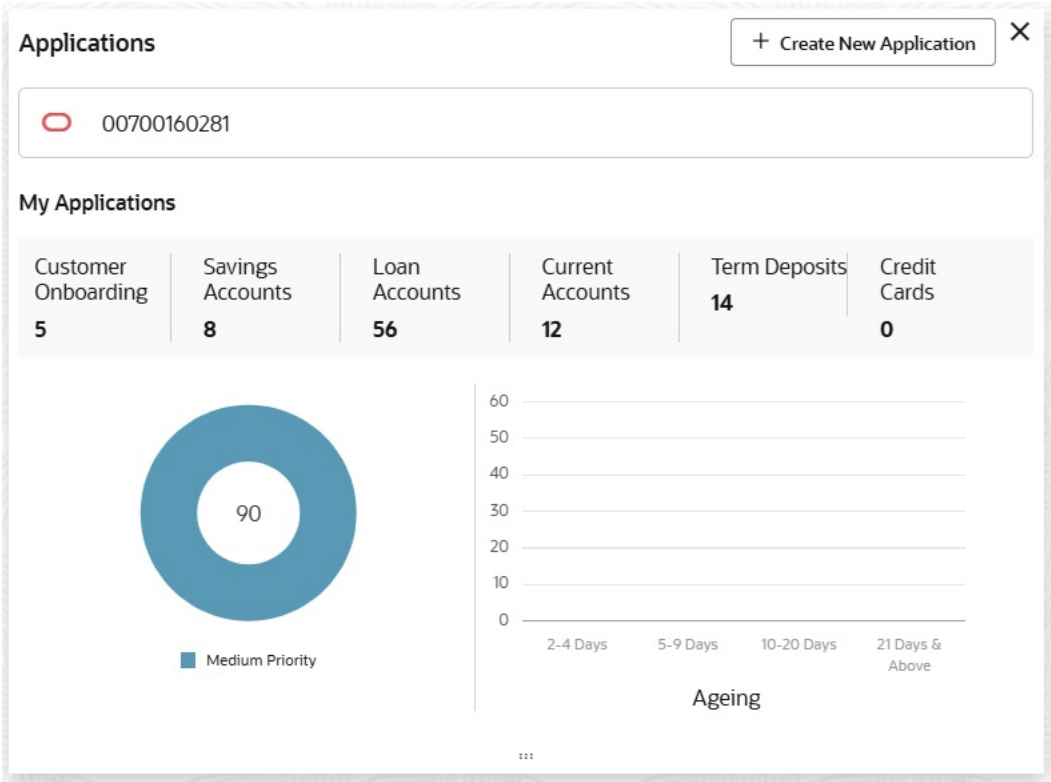 Applications
+ Create New Application
00700160281
My Applications
Customer
Onboarding
5
Savings
Accounts
8
Loan
Accounts
56
Current
Accounts
12
Term Deposits
14
Credit
Cards
0
90
Medium Priority
60
50
40
30
20
10
0
2-4 Days
5-9 Days
10-20 Days
21 Days &
Above
Ageing